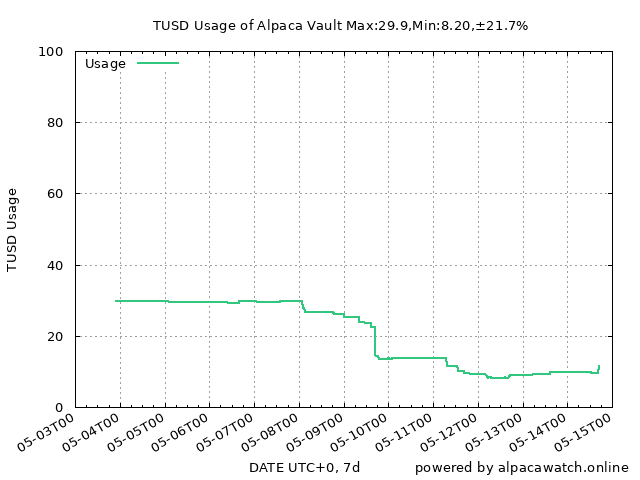 TUSD Usage of Alpaca Vault Max:29.9,Min:8.20,±21.7%
Usage
TUSD Usage
100
80
60
40
20
0
05-03T00
05-04T00
05-05T00
05-06T00
05-07T00
05-08T00
05-09T00
05-10T00
05-11T00
05-12T00
05-13T00
05-14T00
05-15T00
DATE UTC+0, 7d
powered by alpacawatch.online